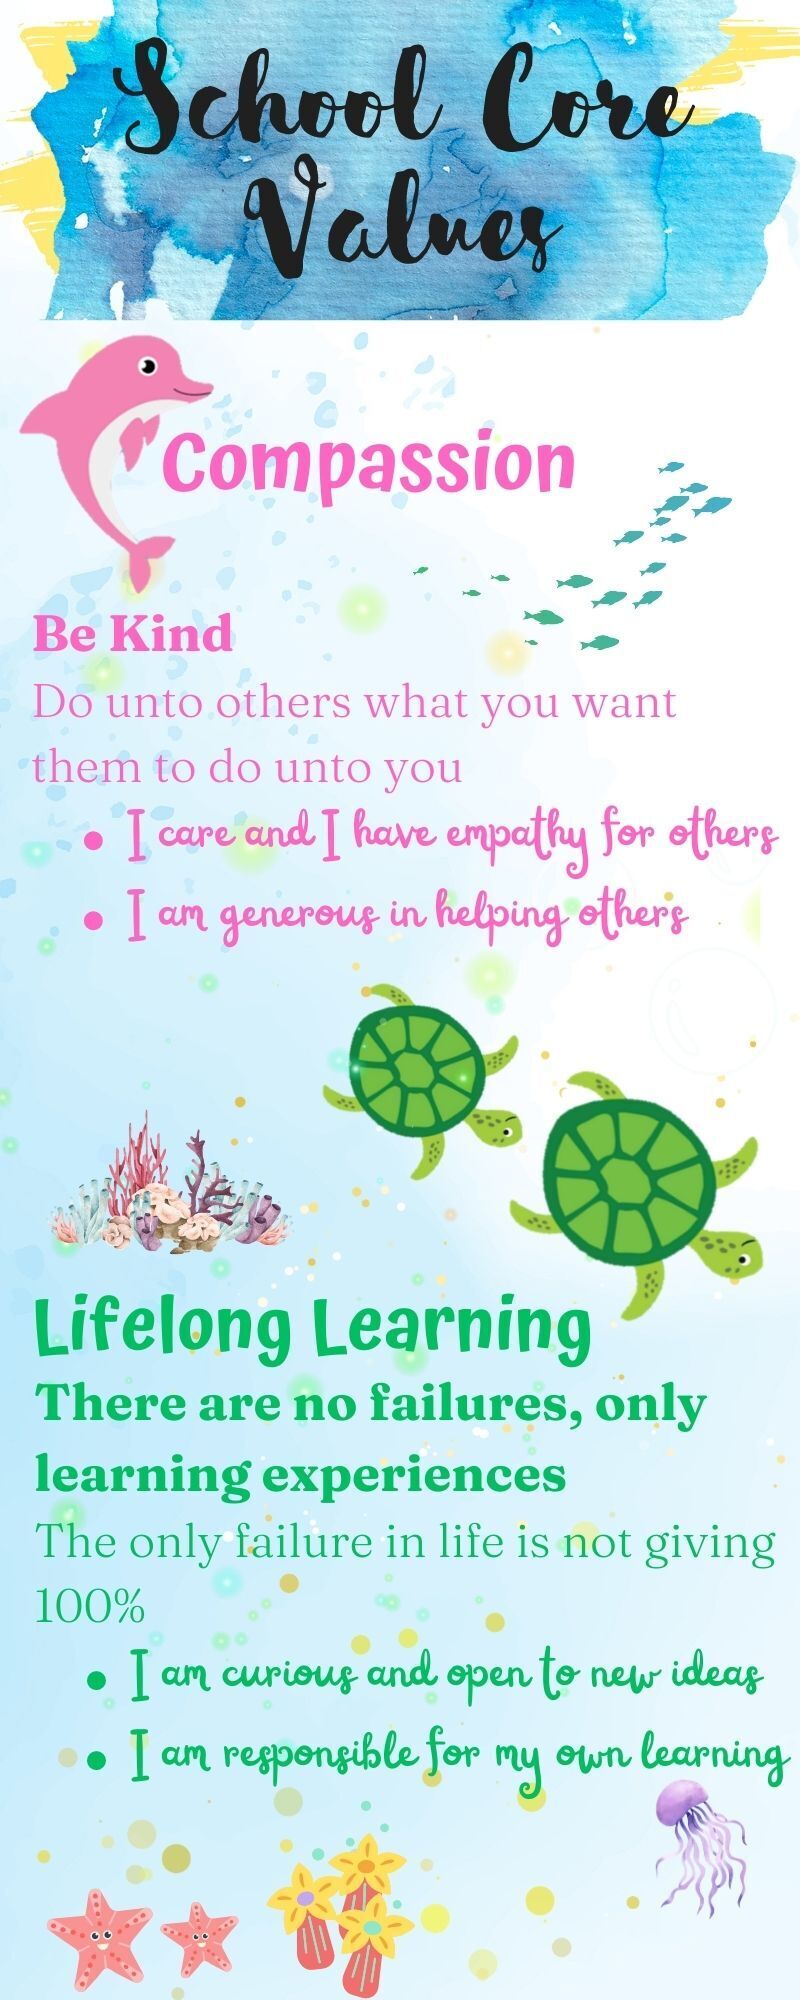 School Core
Values
Compassion
Be Kind
Do unto others what you want
them to do unto you
• I care and I have empathy for others
• I am generous in helping others
Lifelong Learning
There are no failures, only
learning experiences
The only failure in life is not giving
100%
• I am curious and open to new ideas
• I am responsible for my own learning